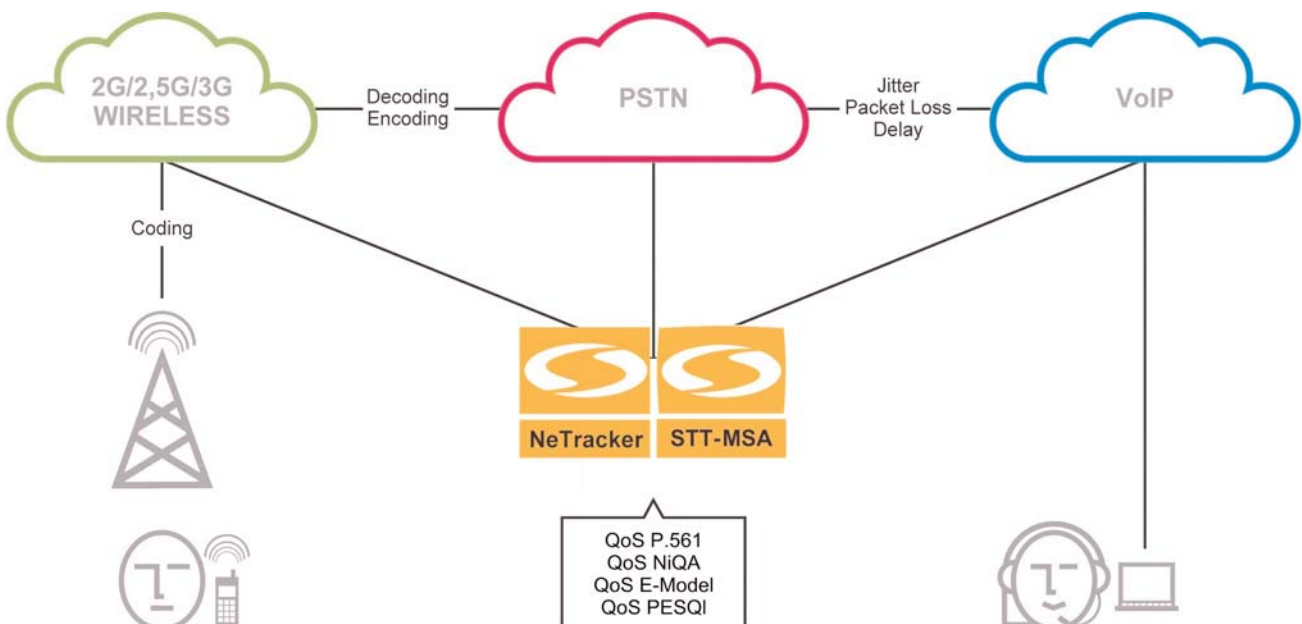 2G/2,5G/3G
WIRELESS
Decoding
Encoding
PSTN
Jitter
Packet Loss
Delay
VoIP
Coding
NeTracker
STT-MSA
QoS P.561
QoS NiQA
QoS E-Model
QoS PESQI